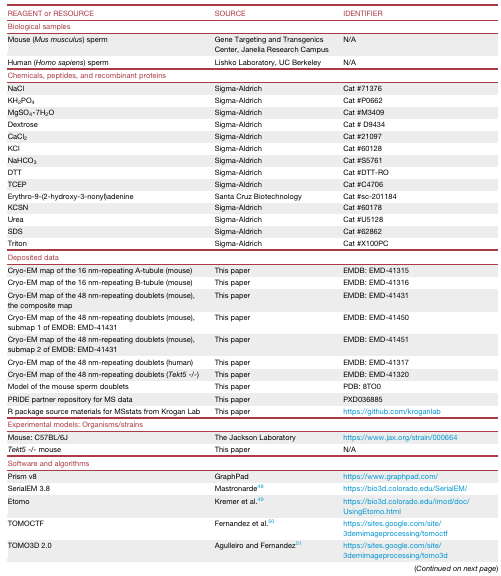 REAGENT or RESOURCE SOURCE IDENTIFIER
Biological samples
Mouse (Mus musculus) sperm Gene Targeting and Transgenics Center, Janelia Research Campus N/A
Human (Homo sapiens) sperm Lishko Laboratory, UC Berkeley N/A
Chemicals, peptides, and recombinant proteins
NaCl Sigma-Aldrich Cat #71376
KH₂PO₄ Sigma-Aldrich Cat #P0662
MgSO₄•7H₂O Sigma-Aldrich Cat #M3409
Dextrose Sigma-Aldrich Cat # D9434
CaCl₂ Sigma-Aldrich Cat #21097
KCl Sigma-Aldrich Cat #60128
NaHCO₃ Sigma-Aldrich Cat #S5761
DTT Sigma-Aldrich Cat #DTT-RO
TCEP Sigma-Aldrich Cat #C4706
Erythro-9-(2-hydroxy-3-nonyl)adenine Santa Cruz Biotechnology Cat #sc-201184
KCSN Sigma-Aldrich Cat #60178
Urea Sigma-Aldrich Cat #U5128
SDS Sigma-Aldrich Cat #62862
Triton Sigma-Aldrich Cat #X100PC
Deposited data
Cryo-EM map of the 16 nm-repeating A-tubule (mouse) This paper EMDB: EMD-41315
Cryo-EM map of the 16 nm-repeating B-tubule (mouse) This paper EMDB: EMD-41316
Cryo-EM map of the 48 nm-repeating doublets (mouse), the composite map This paper EMDB: EMD-41431
Cryo-EM map of the 48 nm-repeating doublets (mouse), submap 1 of EMDB: EMD-41431 This paper EMDB: EMD-41450
Cryo-EM map of the 48 nm-repeating doublets (mouse), submap 2 of EMDB: EMD-41431 This paper EMDB: EMD-41451
Cryo-EM map of the 48 nm-repeating doublets (human) This paper EMDB: EMD-41317
Cryo-EM map of the 48 nm-repeating doublets (Tekt5 -/-) This paper EMDB: EMD-41320
Model of the mouse sperm doublets This paper PDB: 8TO0
PRIDE partner repository for MS data This paper PXD036885
R package source materials for MSstats from Krogan Lab This paper https://github.com/kroganlab
Experimental models: Organisms/strains
Mouse: C57BL/6J The Jackson Laboratory https://www.jax.org/strain/000664
Tekt5 -/- mouse This paper N/A
Software and algorithms
Prism v8 GraphPad https://www.graphpad.com/
SerialEM 3.8 Mastronarde⁴⁸ https://bio3d.colorado.edu/SerialEM/
Etomo Kremer et al.⁴⁹ https://bio3d.colorado.edu/imod/doc/UsingEtomo.html
TOMOCTF Fernandez et al.⁵⁰ https://sites.google.com/site/3demimageprocessing/tomoctf
TOMO3D 2.0 Agulleiro and Fernandez⁵¹ https://sites.google.com/site/3demimageprocessing/tomo3d
(Continued on next page)